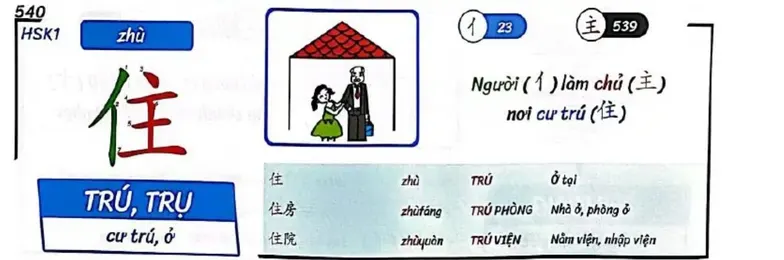 540
HSK1
zhù
住
TRÚ, TRỤ
cư trú, ở
亻 23
主 539
Người (亻) làm chủ (主)
nơi cư trú (住)
住 zhù TRÚ Ở tại
住房 zhùfáng TRÚ PHÒNG Nhà ở, phòng ở
住院 zhùyuàn TRÚ VIỆN Nằm viện, nhập viện